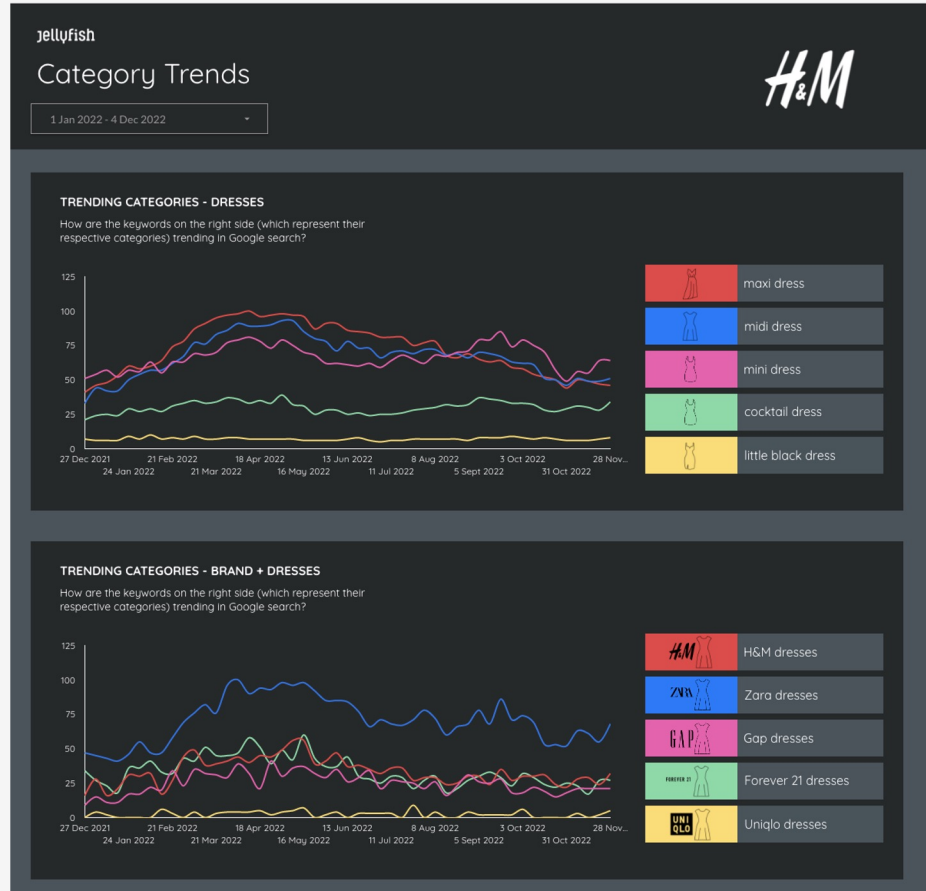 jellyfish
Category Trends
H&M
1 Jan 2022 - 4 Dec 2022
TRENDING CATEGORIES - DRESSES
How are the keywords on the right side (which represent their
respective categories) trending in Google search?
125
100
75
50
25
0
27 Dec 2021
21 Feb 2022
18 Apr 2022
13 Jun 2022
8 Aug 2022
3 Oct 2022
28 Nov...
24 Jan 2022
21 Mar 2022
16 May 2022
11 Jul 2022
5 Sept 2022
31 Oct 2022
maxi dress
midi dress
mini dress
cocktail dress
little black dress
TRENDING CATEGORIES - BRAND + DRESSES
How are the keywords on the right side (which represent their
respective categories) trending in Google search?
125
100
75
50
25
0
27 Dec 2021
21 Feb 2022
18 Apr 2022
13 Jun 2022
8 Aug 2022
3 Oct 2022
28 Nov...
24 Jan 2022
21 Mar 2022
16 May 2022
11 Jul 2022
5 Sept 2022
31 Oct 2022
H&M H&M dresses
ZARA Zara dresses
GAP Gap dresses
FOREVER 21 Forever 21 dresses
UNI
QLO Uniqlo dresses